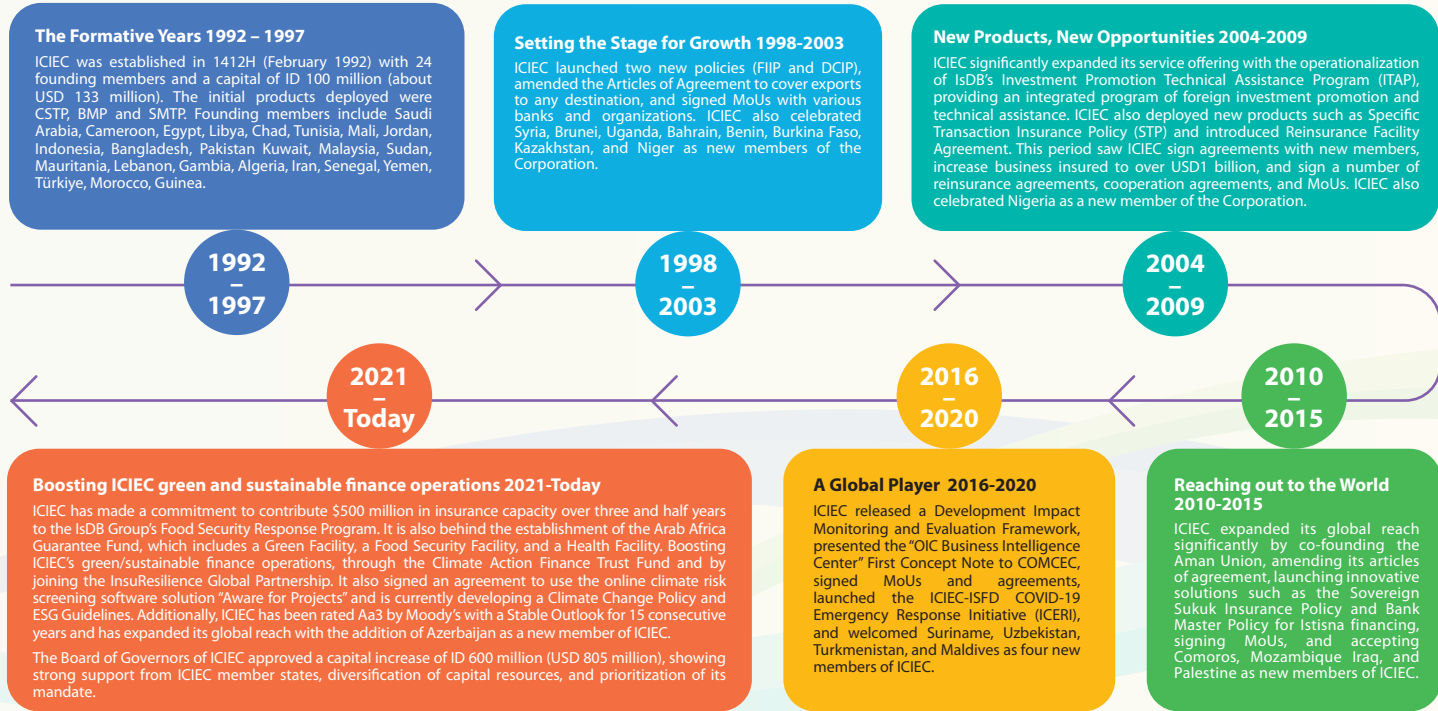 The Formative Years 1992 – 1997
ICIEC was established in 1412H (February 1992) with 24
founding members and a capital of ID 100 million (about
USD 133 million). The initial products deployed were
CSTP, BMP and SMTP. Founding members include Saudi
Arabia, Cameroon, Egypt, Libya, Chad, Tunisia, Mali, Jordan,
Indonesia, Bangladesh, Pakistan Kuwait, Malaysia, Sudan,
Mauritania, Lebanon, Gambia, Algeria, Iran, Senegal, Yemen,
Türkiye, Morocco, Guinea.
Setting the Stage for Growth 1998-2003
ICIEC launched two new policies (FIIP and DCIP),
amended the Articles of Agreement to cover exports
to any destination, and signed MoUs with various
banks and organizations. ICIEC also celebrated
Syria, Brunei, Uganda, Bahrain, Benin, Burkina Faso,
Kazakhstan, and Niger as new members of the
Corporation.
New Products, New Opportunities 2004-2009
ICIEC significantly expanded its service offering with the operationalization
of IsDB's Investment Promotion Technical Assistance Program (ITAP),
providing an integrated program of foreign investment promotion and
technical assistance. ICIEC also deployed new products such as Specific
Transaction Insurance Policy (STP) and introduced Reinsurance Facility
Agreement. This period saw ICIEC sign agreements with new members,
increase business insured to over USD1 billion, and sign a number of
reinsurance agreements, cooperation agreements, and MoUs. ICIEC also
celebrated Nigeria as a new member of the Corporation.
1992
–
1997
1998
–
2003
2004
–
2009
2010
–
2015
2016
–
2020
2021
–
Today
Reaching out to the World
2010-2015
ICIEC expanded its global reach
significantly by co-founding the
Aman Union, amending its articles
of agreement, launching innovative
solutions such as the Sovereign
Sukuk Insurance Policy and Bank
Master Policy for Istisna financing,
signing MoUs, and accepting
Comoros, Mozambique Iraq, and
Palestine as new members of ICIEC.
A Global Player 2016-2020
ICIEC released a Development Impact
Monitoring and Evaluation Framework,
presented the "OIC Business Intelligence
Center" First Concept Note to COMCEC,
signed MoUs and agreements,
launched the ICIEC-ISFD COVID-19
Emergency Response Initiative (ICERI),
and welcomed Suriname, Uzbekistan,
Turkmenistan, and Maldives as four new
members of ICIEC.
Boosting ICIEC green and sustainable finance operations 2021-Today
ICIEC has made a commitment to contribute $500 million in insurance capacity over three and half years
to the IsDB Group's Food Security Response Program. It is also behind the establishment of the Arab Africa
Guarantee Fund, which includes a Green Facility, a Food Security Facility, and a Health Facility. Boosting
ICIEC's green/sustainable finance operations, through the Climate Action Finance Trust Fund and by
joining the InsuResilience Global Partnership. It also signed an agreement to use the online climate risk
screening software solution "Aware for Projects" and is currently developing a Climate Change Policy and
ESG Guidelines. Additionally, ICIEC has been rated Aa3 by Moody's with a Stable Outlook for 15 consecutive
years and has expanded its global reach with the addition of Azerbaijan as a new member of ICIEC.
The Board of Governors of ICIEC approved a capital increase of ID 600 million (USD 805 million), showing
strong support from ICIEC member states, diversification of capital resources, and prioritization of its
mandate.